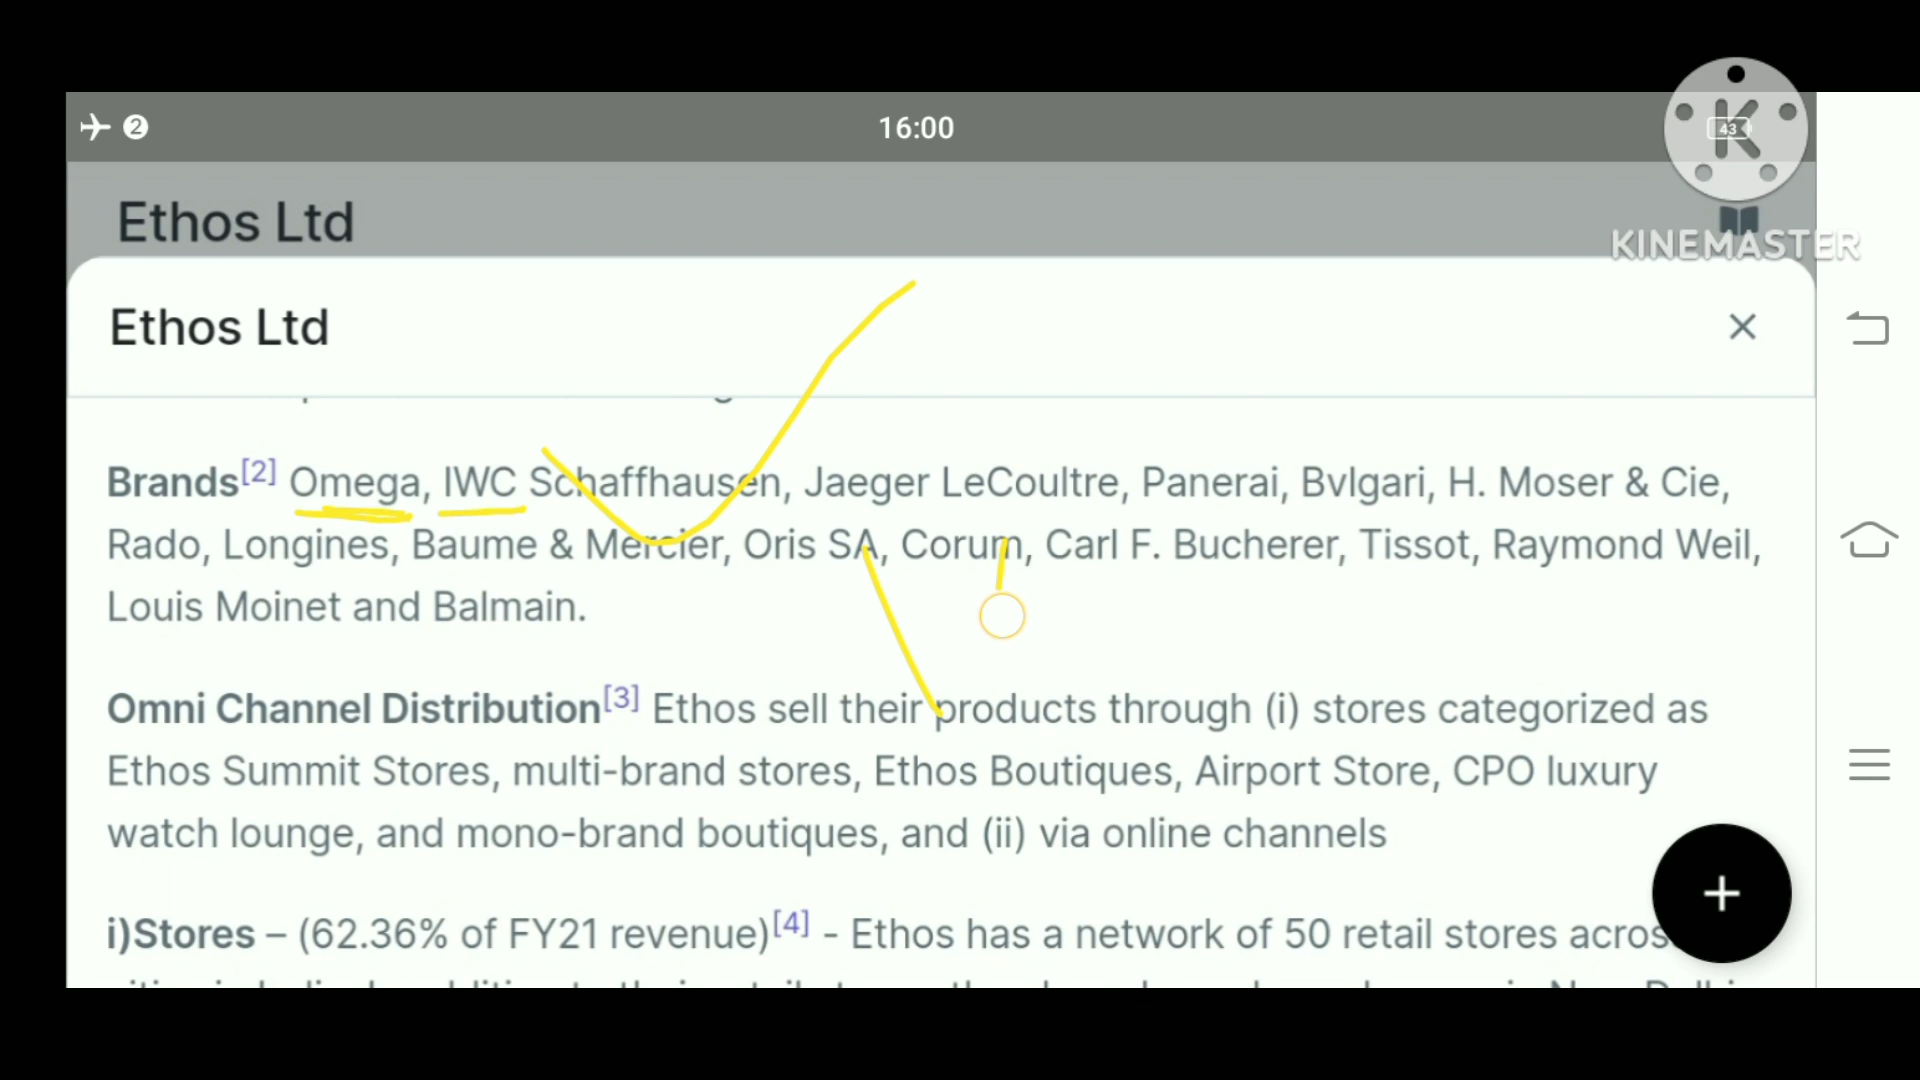 2 16:00 43
K
Ethos Ltd
KINEMASTER
Ethos Ltd
Brands[2] Omega, IWC Schaffhausen, Jaeger LeCoultre, Panerai, Bvlgari, H. Moser & Cie,
Rado, Longines, Baume & Mercier, Oris SA, Corum, Carl F. Bucherer, Tissot, Raymond Weil,
Louis Moinet and Balmain.
Omni Channel Distribution[3] Ethos sell their products through (i) stores categorized as
Ethos Summit Stores, multi-brand stores, Ethos Boutiques, Airport Store, CPO luxury
watch lounge, and mono-brand boutiques, and (ii) via online channels
i)Stores – (62.36% of FY21 revenue)[4] - Ethos has a network of 50 retail stores